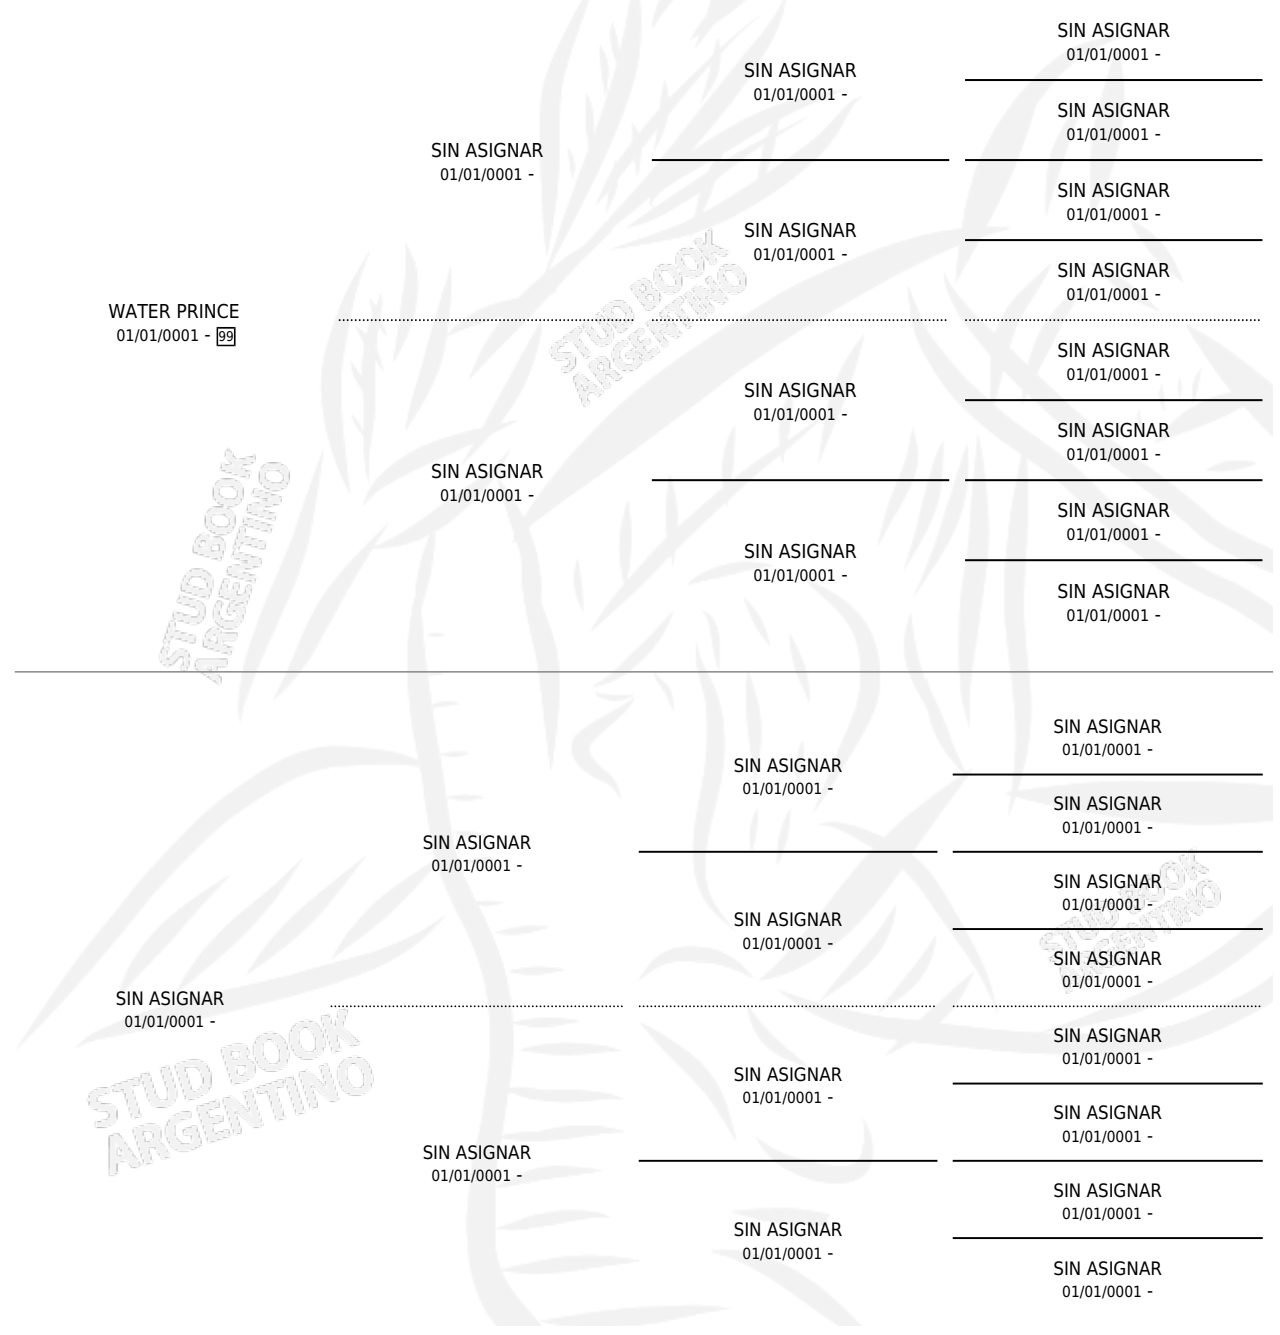 WATER PRINCE
01/01/0001 - 99
SIN ASIGNAR
01/01/0001 -
SIN ASIGNAR
01/01/0001 -
SIN ASIGNAR
01/01/0001 -
SIN ASIGNAR
01/01/0001 -
SIN ASIGNAR
01/01/0001 -
SIN ASIGNAR
01/01/0001 -
SIN ASIGNAR
01/01/0001 -
SIN ASIGNAR
01/01/0001 -
SIN ASIGNAR
01/01/0001 -
SIN ASIGNAR
01/01/0001 -
SIN ASIGNAR
01/01/0001 -
SIN ASIGNAR
01/01/0001 -
SIN ASIGNAR
01/01/0001 -
SIN ASIGNAR
01/01/0001 -
STUD BOOK
ARGENTINO
STUD BOOK
ARGENTINO
SIN ASIGNAR
01/01/0001 -
SIN ASIGNAR
01/01/0001 -
SIN ASIGNAR
01/01/0001 -
SIN ASIGNAR
01/01/0001 -
SIN ASIGNAR
01/01/0001 -
SIN ASIGNAR
01/01/0001 -
SIN ASIGNAR
01/01/0001 -
SIN ASIGNAR
01/01/0001 -
SIN ASIGNAR
01/01/0001 -
SIN ASIGNAR
01/01/0001 -
SIN ASIGNAR
01/01/0001 -
SIN ASIGNAR
01/01/0001 -
SIN ASIGNAR
01/01/0001 -
SIN ASIGNAR
01/01/0001 -
SIN ASIGNAR
01/01/0001 -
STUD BOOK
ARGENTINO
STUD BOOK
ARGENTINO